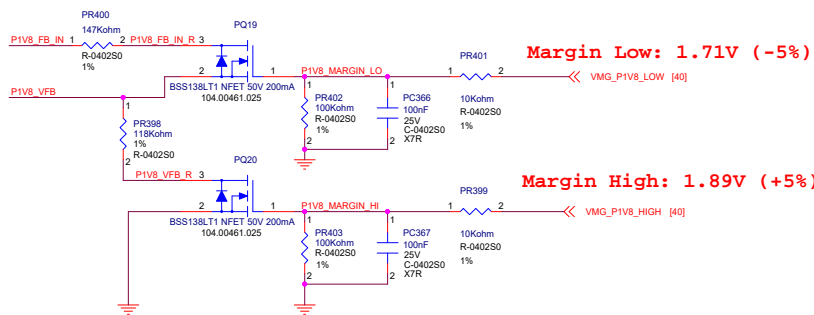 PR400
147Kohm
P1V8_FB_IN
1
2
P1V8_FB_IN_R
3
R-0402S0
1%
PQ19
2
1
P1V8_MARGIN_LO
BSS138LT1 NFET 50V 200mA
104.00461.025
P1V8_VFB
1
PR398
118Kohm
1%
R-0402S0
2
1
PR402
100Kohm
R-0402S0
1%
2
1
PC366
100nF
25V
C-0402S0
X7R
2
PR401
1
2
10Kohm
R-0402S0
1%
Margin Low: 1.71V (-5%)
VMG_P1V8_LOW [40]
PQ20
P1V8_VFB_R
3
2
1
P1V8_MARGIN_HI
BSS138LT1 NFET 50V 200mA
104.00461.025
1
PR403
100Kohm
R-0402S0
1%
2
1
PC367
100nF
25V
C-0402S0
X7R
2
PR399
1
2
10Kohm
R-0402S0
1%
Margin High: 1.89V (+5%)
VMG_P1V8_HIGH [40]